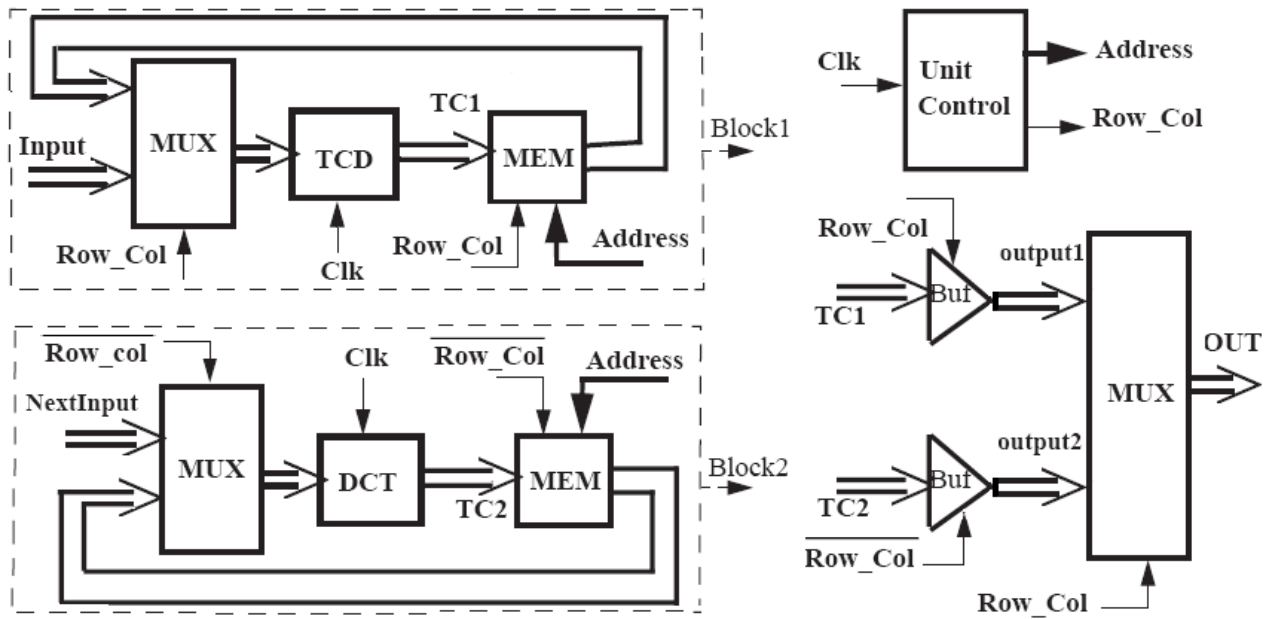 Input
MUX
Row_Col
TCD
Clk
TC1
MEM
Row_Col
Address
Block1
Clk
Unit
Control
Address
Row_Col
Row_col
NextInput
MUX
Clk
DCT
TC2
Row_Col
Address
MEM
Block2
Row_Col
TC1
Buf
output1
TC2
Buf
output2
Row_Col
MUX
OUT
Row_Col